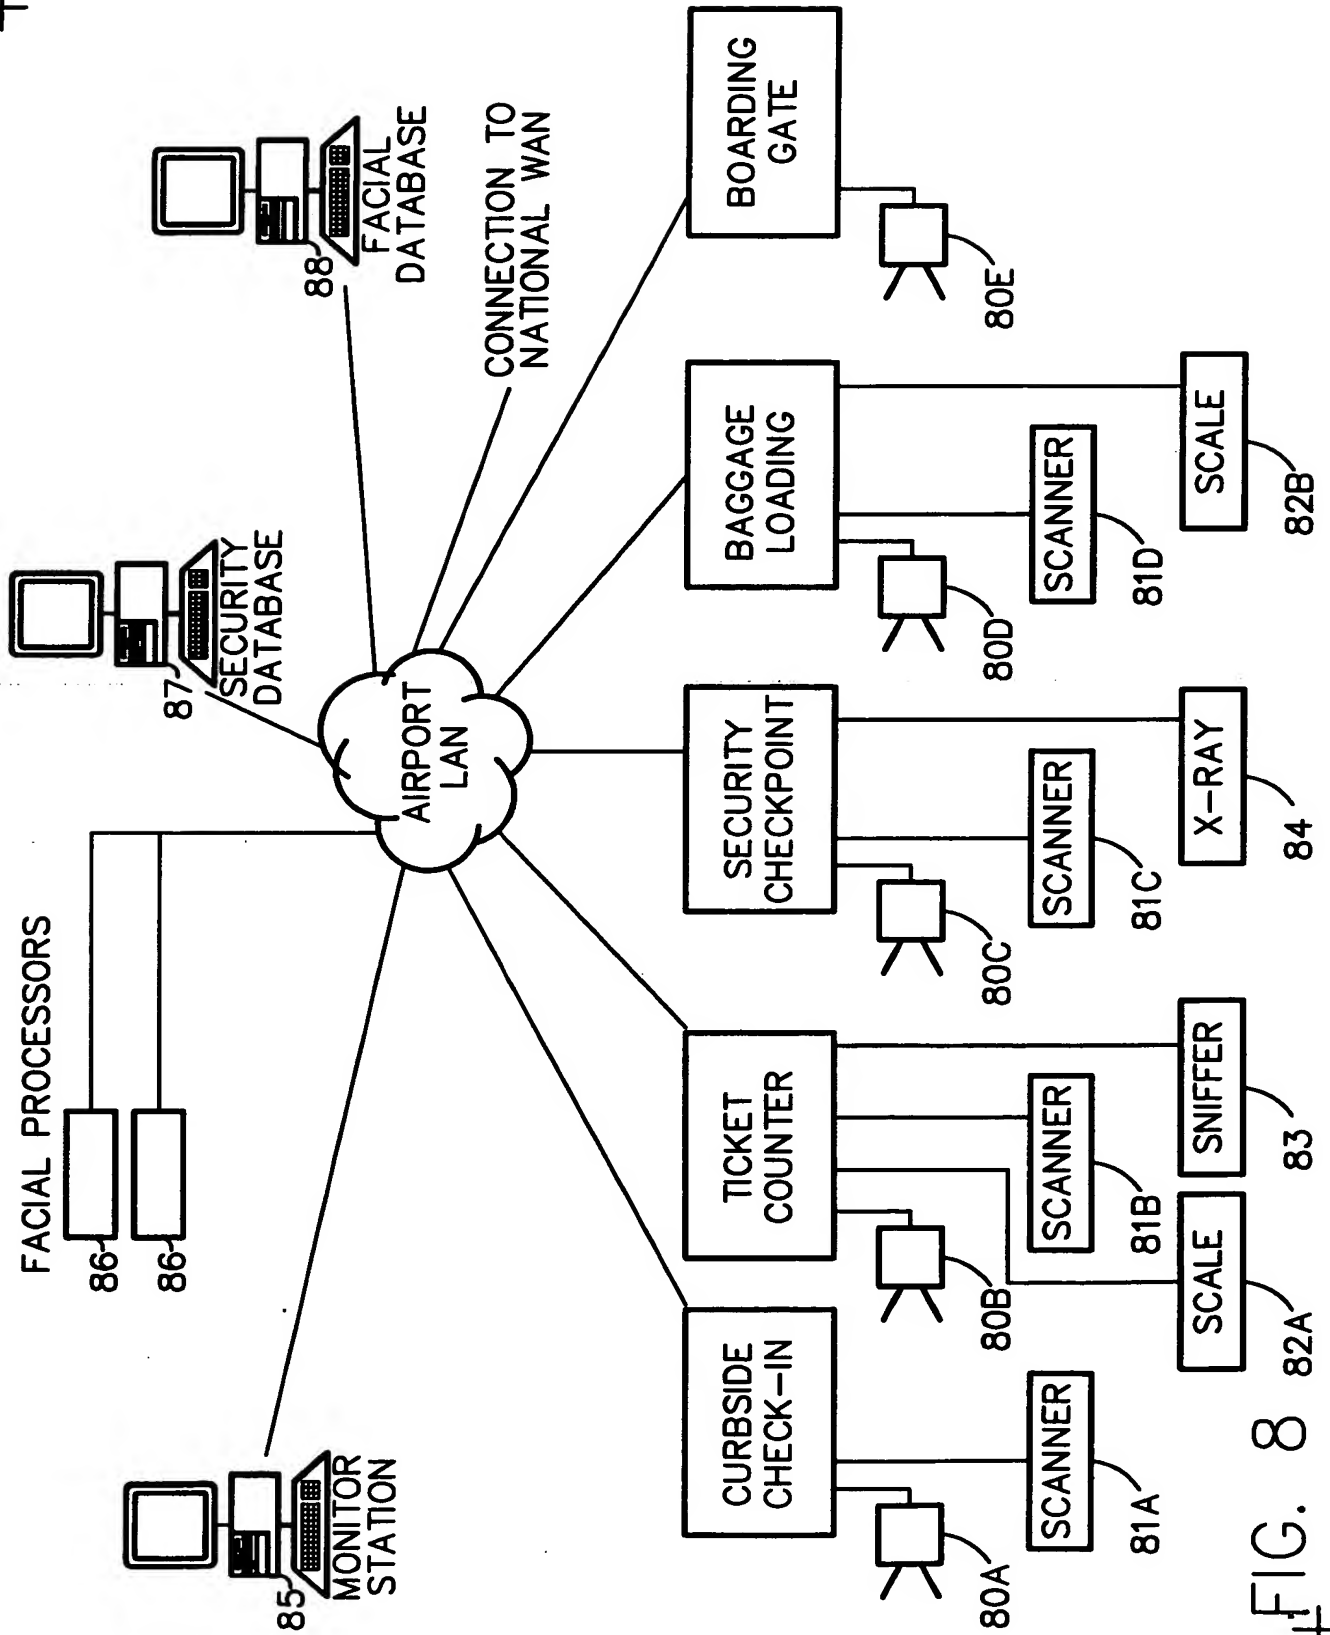 FACIAL PROCESSORS
86
86
85
MONITOR
STATION
87
SECURITY
DATABASE
88
FACIAL
DATABASE
AIRPORT
LAN
CONNECTION TO
NATIONAL WAN
CURBSIDE
CHECK-IN
TICKET
COUNTER
SECURITY
CHECKPOINT
BAGGAGE
LOADING
BOARDING
GATE
80A
80B
80C
80D
80E
SCANNER
SCANNER
SCANNER
SCANNER
81A
81B
81C
81D
SCALE
SNIFFER
X-RAY
SCALE
82A
83
84
82B
FIG. 8